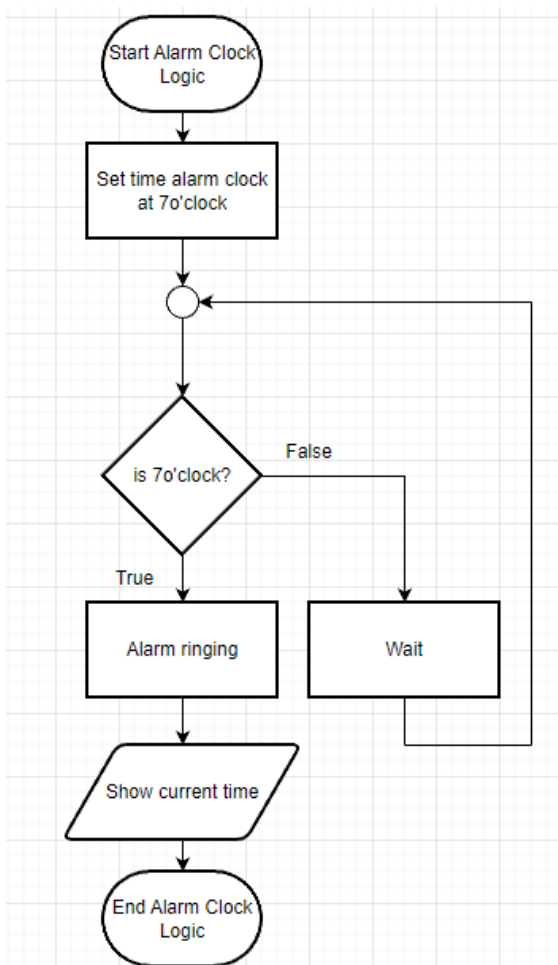 Start Alarm Clock
Logic
Set time alarm clock
at 7o'clock
is 7o'clock?
False
True
Alarm ringing
Wait
Show current time
End Alarm Clock
Logic